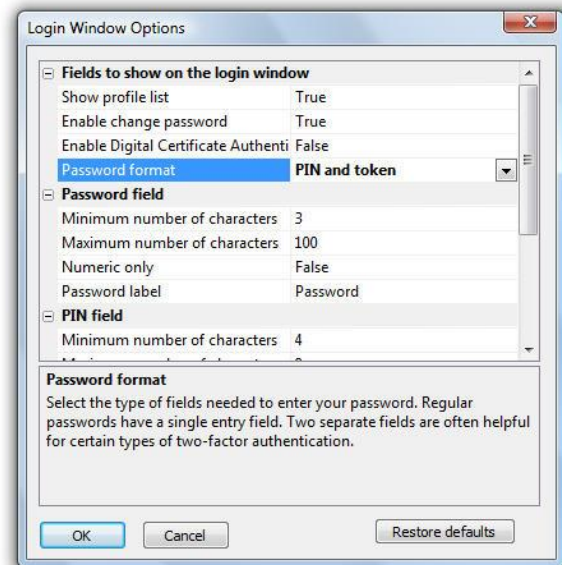 Login Window Options
Fields to show on the login window
Show profile list True
Enable change password True
Enable Digital Certificate Authenti False
Password format PIN and token
Password field
Minimum number of characters 3
Maximum number of characters 100
Numeric only False
Password label Password
PIN field
Minimum number of characters 4
Password format
Select the type of fields needed to enter your password. Regular
passwords have a single entry field. Two separate fields are often helpful
for certain types of two-factor authentication.
OK Cancel Restore defaults